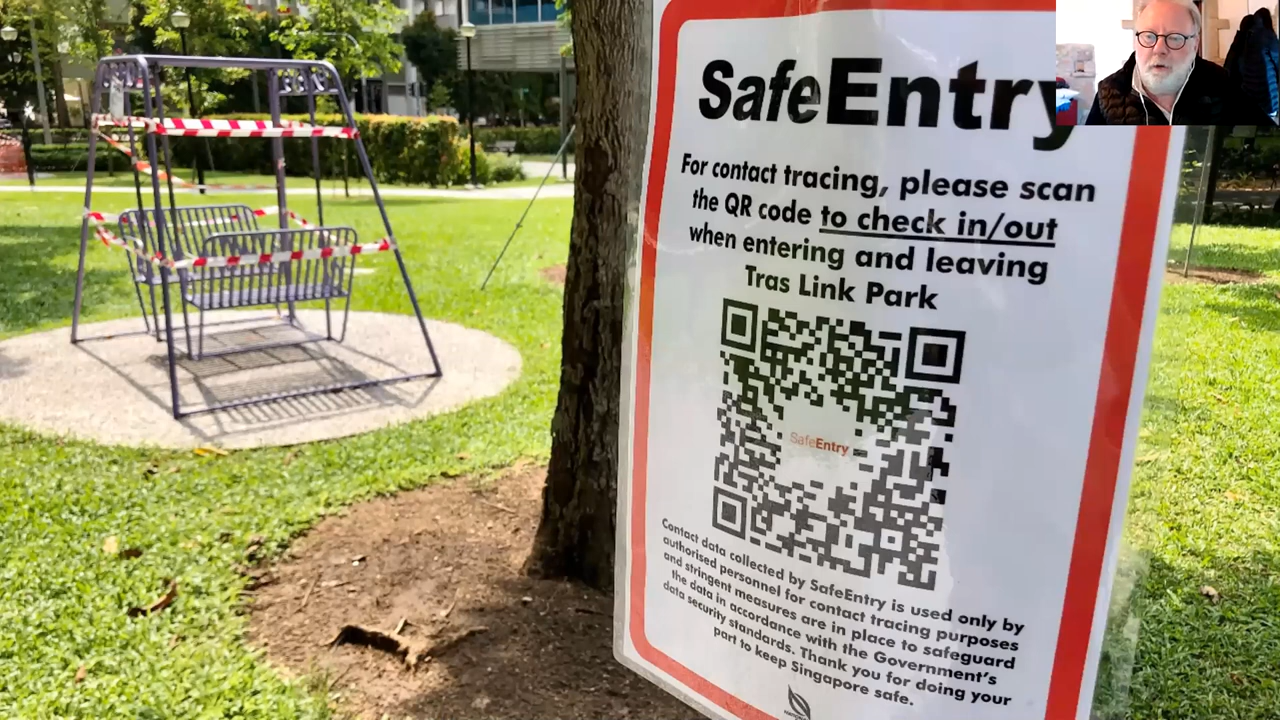 SafeEntry
For contact tracing, please scan
the QR code to check in/out
when entering and leaving
Tras Link Park
SafeEntry
Contact data collected by SafeEntry is used only by
authorised personnel for contact tracing purposes
and stringent measures are in place to safeguard
the data in accordance with the Government's
data security standards. Thank you for doing your
part to keep Singapore safe.